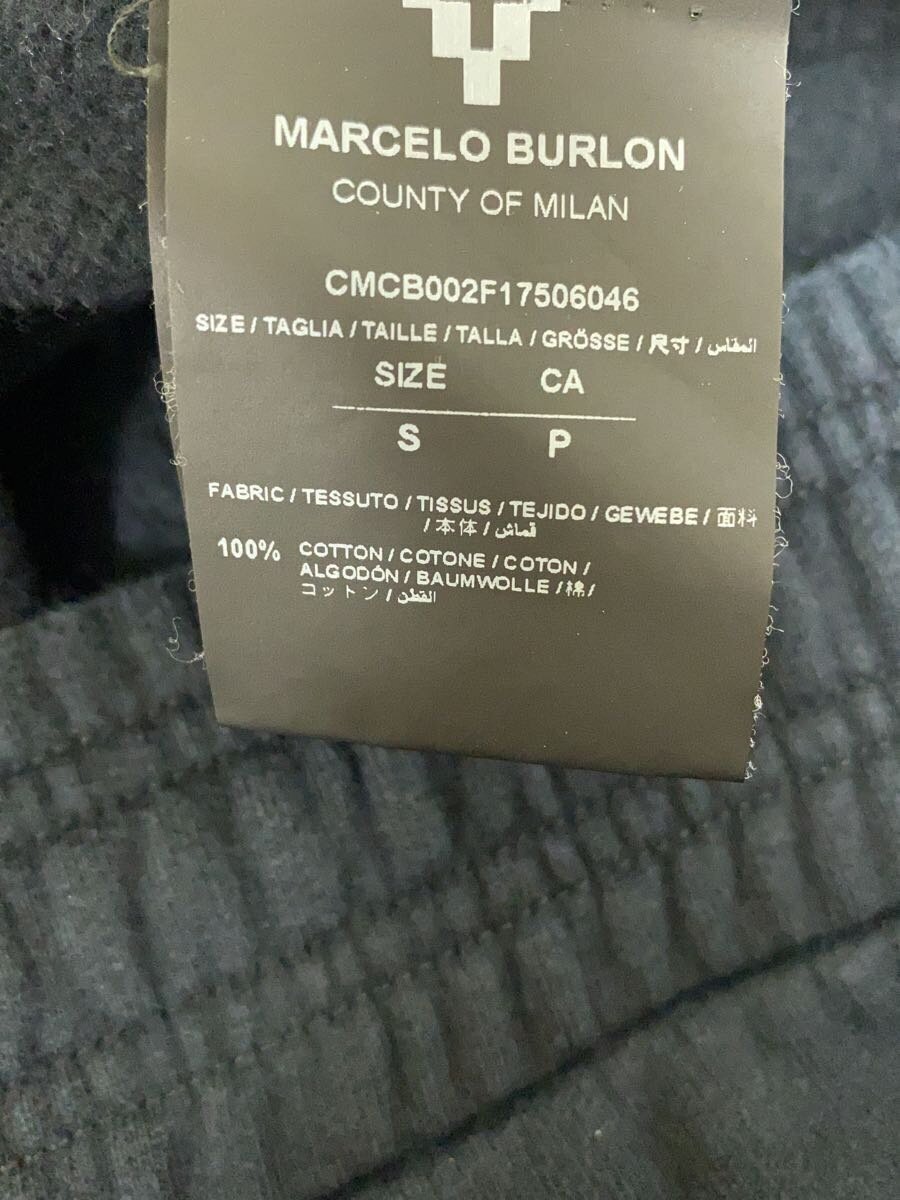 MARCELO BURLON
COUNTY OF MILAN
CMCB002F17506046
SIZE / TAGLIA / TAILLE / TALLA / GRÖSSE / 尺寸 / المقاس
SIZE CA
S P
FABRIC / TESSUTO / TISSUS / TEJIDO / GEWEBE / 面料
/ 本体 / قماش
100% COTTON / COTONE / COTON /
ALGODÓN / BAUMWOLLE / 棉 /
コットン / القطن